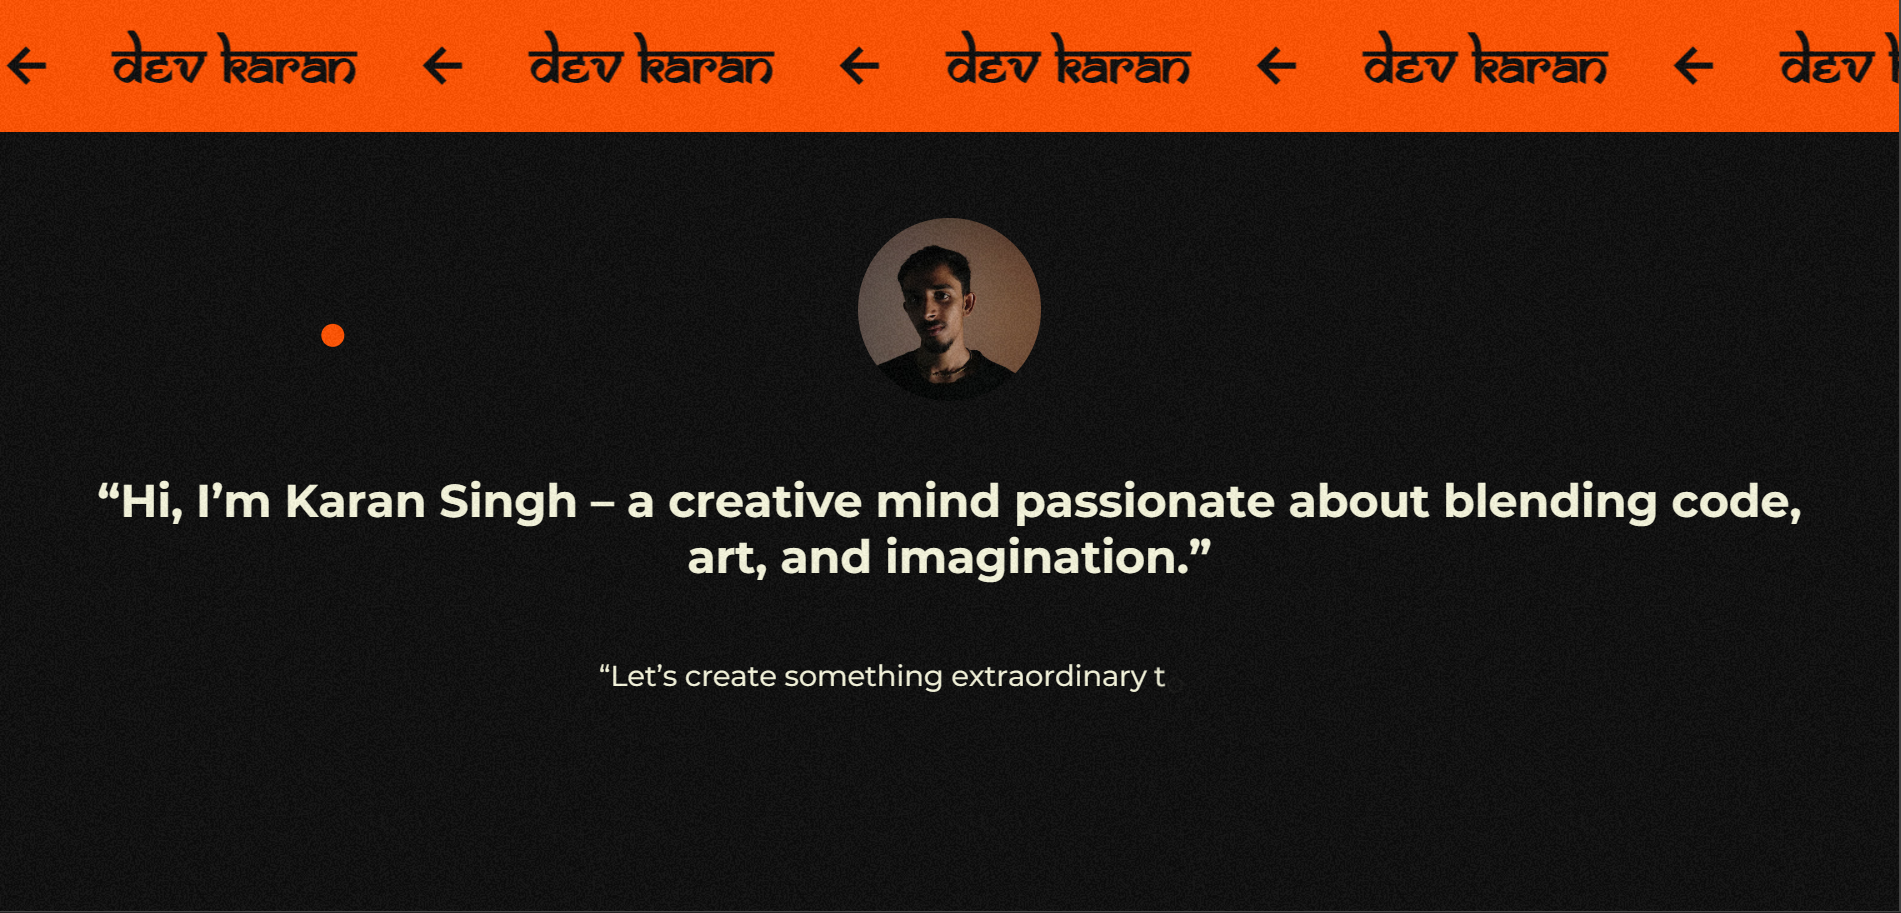 ← dev karan ← dev karan ← dev karan ← dev karan ← dev
“Hi, I’m Karan Singh – a creative mind passionate about blending code,
art, and imagination.”
“Let’s create something extraordinary t